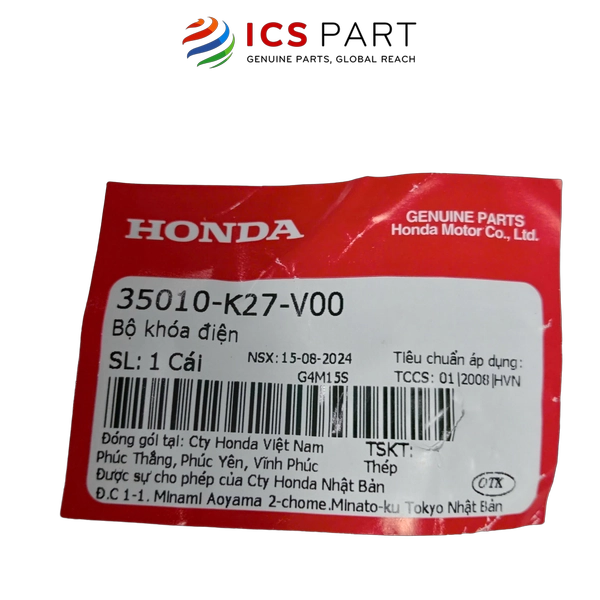 ICS PART
GENUINE PARTS, GLOBAL REACH
HONDA
GENUINE PARTS
Honda Motor Co., Ltd.
35010-K27-V00
Bộ khóa điện
SL: 1 Cái
NSX: 15-08-2024
Tiêu chuẩn áp dụng:
G4M15S
TCCS: 01|2008|HVN
Đóng gói tại: Cty Honda Việt Nam
TSKT:
Phúc Thắng, Phúc Yên, Vĩnh Phúc
Thép
Được sự cho phép của Cty Honda Nhật Bản
Đ.C 1-1. Minami Aoyama 2-chome.Minato-ku Tokyo Nhật Bản
OTK